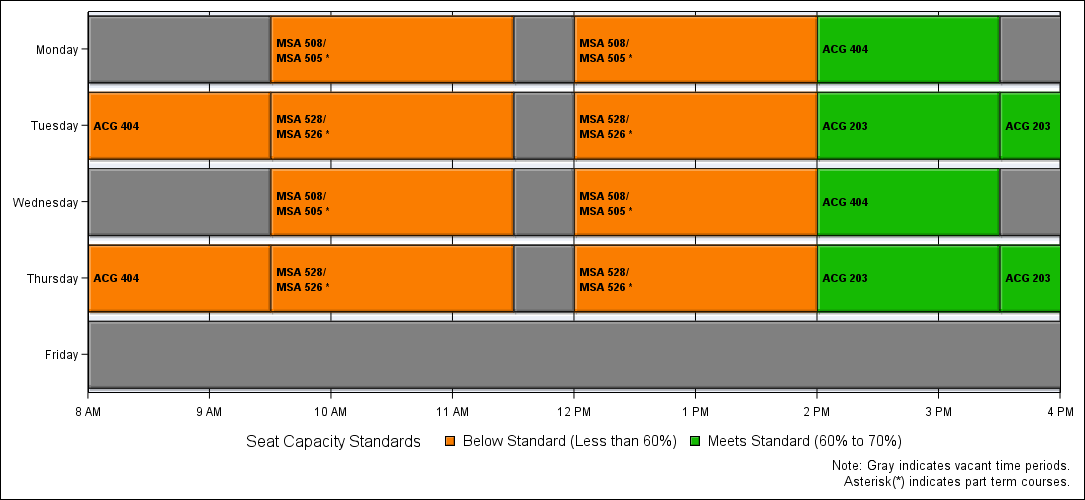 Monday
MSA 508/
MSA 505 *
MSA 508/
MSA 505 *
ACG 404
Tuesday
ACG 404
MSA 528/
MSA 526 *
MSA 528/
MSA 526 *
ACG 203
ACG 203
Wednesday
MSA 508/
MSA 505 *
MSA 508/
MSA 505 *
ACG 404
Thursday
ACG 404
MSA 528/
MSA 526 *
MSA 528/
MSA 526 *
ACG 203
ACG 203
Friday
8 AM 9 AM 10 AM 11 AM 12 PM 1 PM 2 PM 3 PM 4 PM
Seat Capacity Standards Below Standard (Less than 60%) Meets Standard (60% to 70%)
Note: Gray indicates vacant time periods.
Asterisk(*) indicates part term courses.